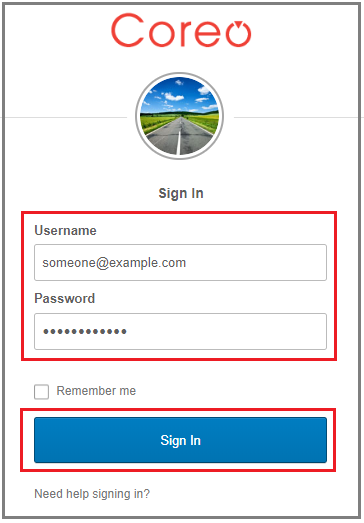 Coreo
Sign In
Username
someone@example.com
Password
••••••••••••
Remember me
Sign In
Need help signing in?